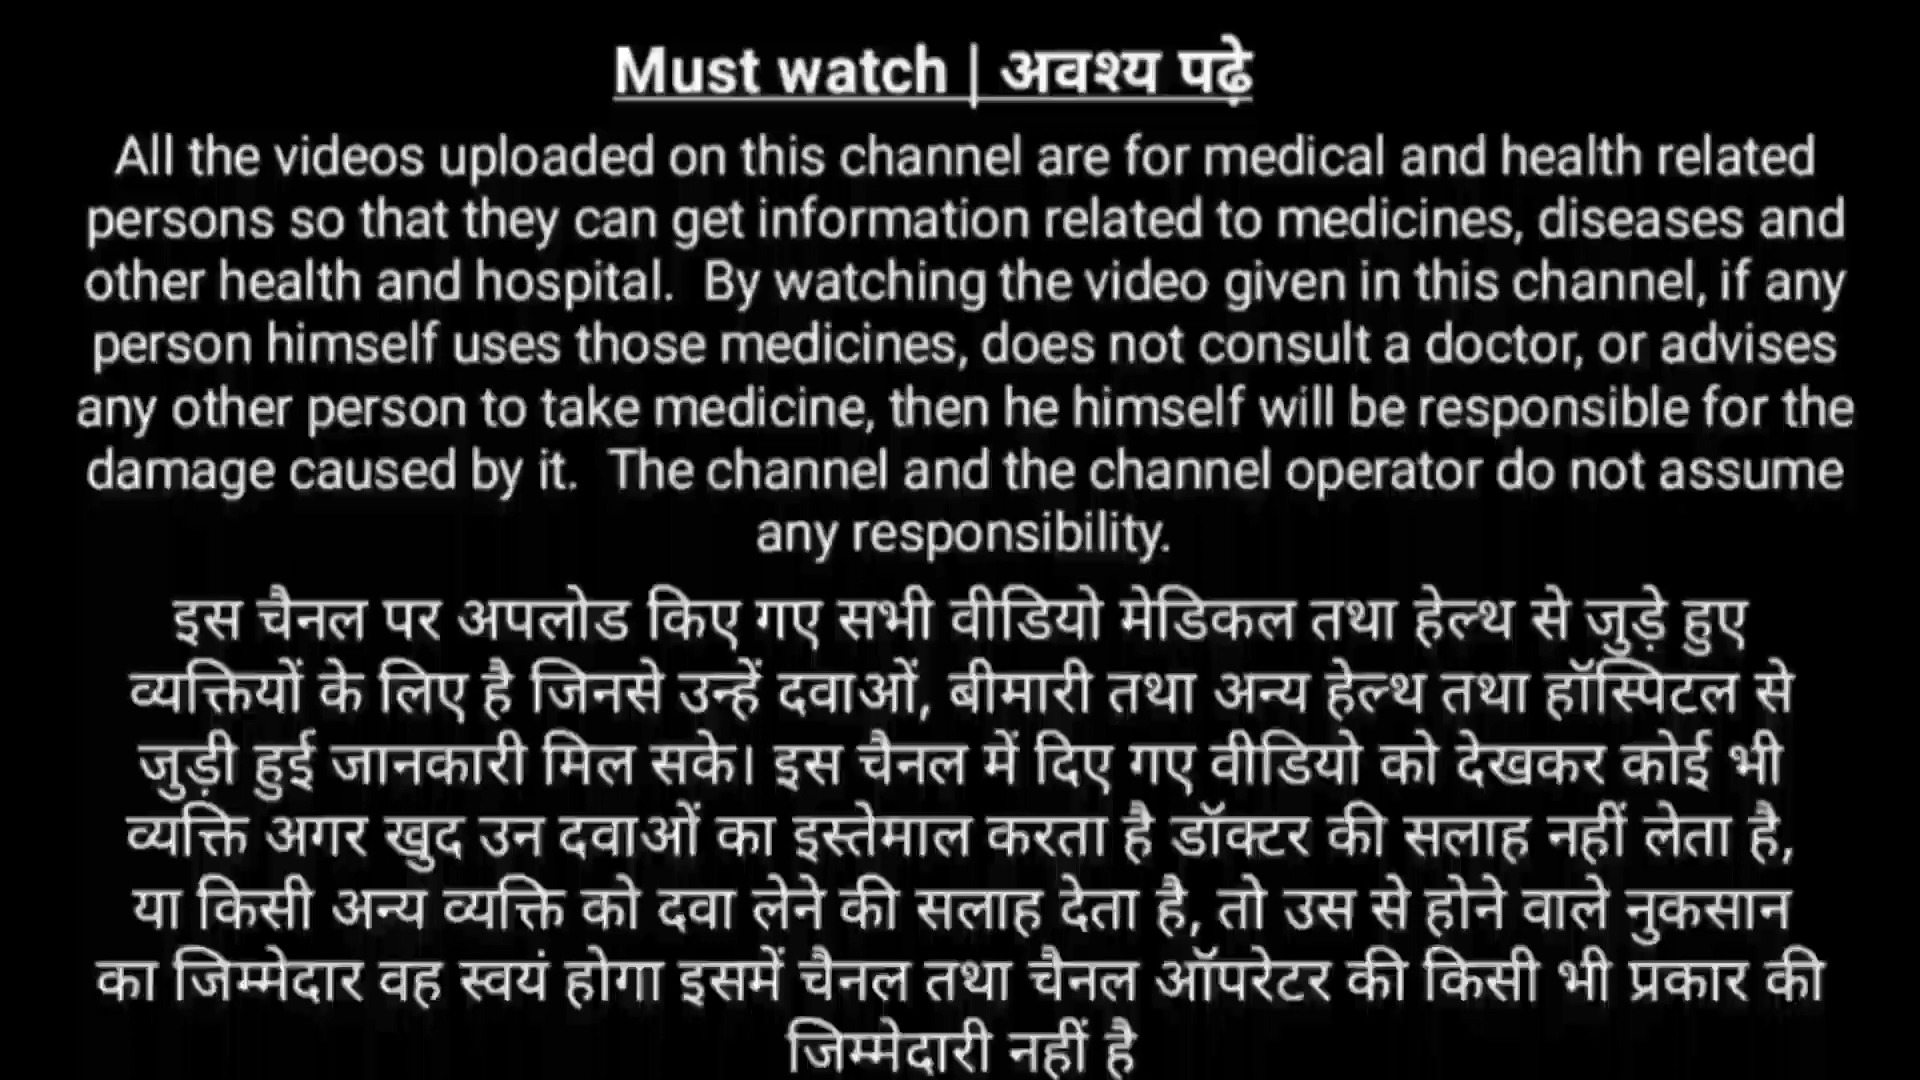 Must watch | अवश्य पढ़े
All the videos uploaded on this channel are for medical and health related
persons so that they can get information related to medicines, diseases and
other health and hospital.  By watching the video given in this channel, if any
person himself uses those medicines, does not consult a doctor, or advises
any other person to take medicine, then he himself will be responsible for the
damage caused by it.  The channel and the channel operator do not assume
any responsibility.
इस चैनल पर अपलोड किए गए सभी वीडियो मेडिकल तथा हेल्थ से जुड़े हुए
व्यक्तियों के लिए है जिनसे उन्हें दवाओं, बीमारी तथा अन्य हेल्थ तथा हॉस्पिटल से
जुड़ी हुई जानकारी मिल सके। इस चैनल में दिए गए वीडियो को देखकर कोई भी
व्यक्ति अगर खुद उन दवाओं का इस्तेमाल करता है डॉक्टर की सलाह नहीं लेता है,
या किसी अन्य व्यक्ति को दवा लेने की सलाह देता है, तो उस से होने वाले नुकसान
का जिम्मेदार वह स्वयं होगा इसमें चैनल तथा चैनल ऑपरेटर की किसी भी प्रकार की
जिम्मेदारी नहीं है